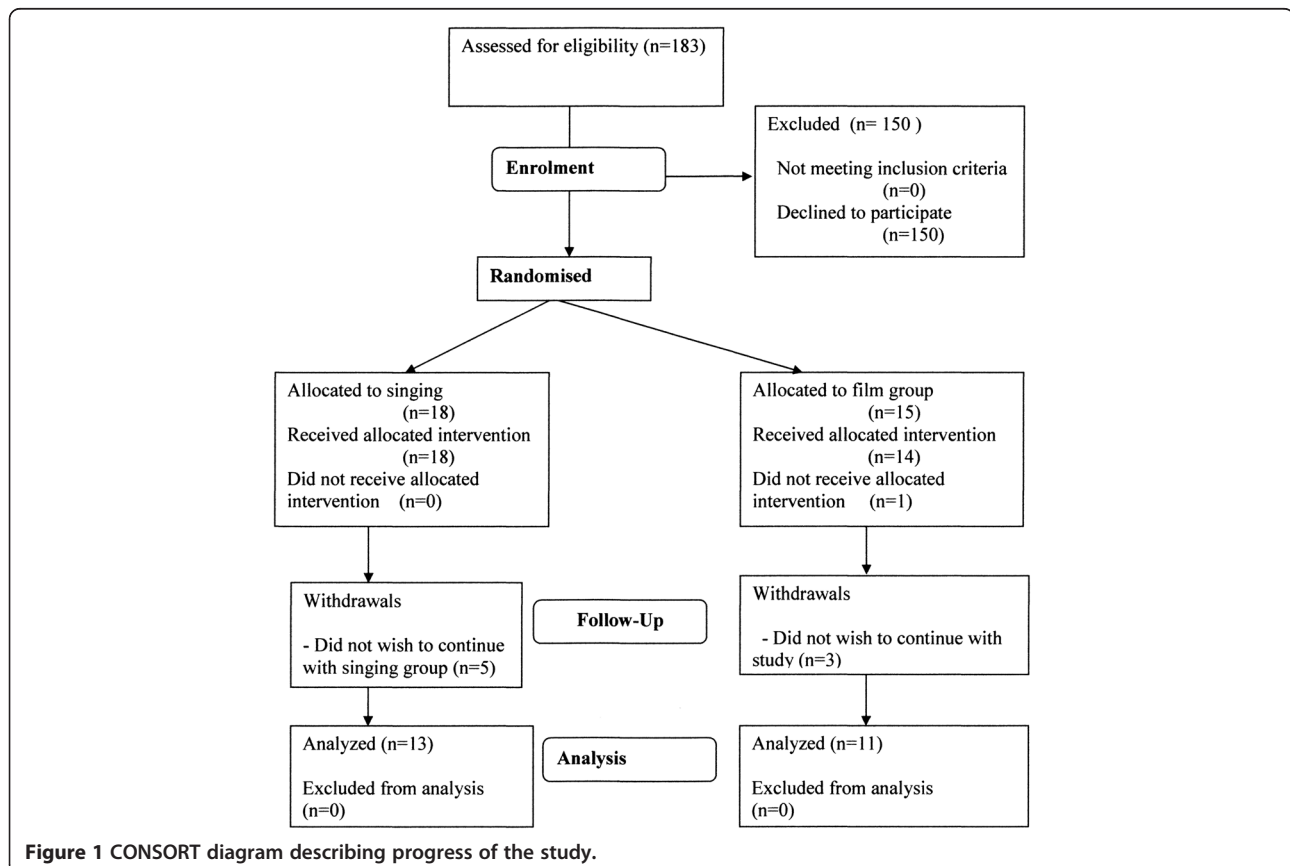 Assessed for eligibility (n=183)
Excluded (n= 150 )
Enrolment
Not meeting inclusion criteria
(n=0)
Declined to participate
(n=150)
Randomised
Allocated to singing
(n=18)
Received allocated intervention
(n=18)
Did not receive allocated
intervention (n=0)
Allocated to film group
(n=15)
Received allocated intervention
(n=14)
Did not receive allocated
intervention (n=1)
Withdrawals
- Did not wish to continue
with singing group (n=5)
Follow-Up
Withdrawals
- Did not wish to continue with
study (n=3)
Analyzed (n=13)
Excluded from analysis
(n=0)
Analysis
Analyzed (n=11)
Excluded from analysis
(n=0)
Figure 1 CONSORT diagram describing progress of the study.